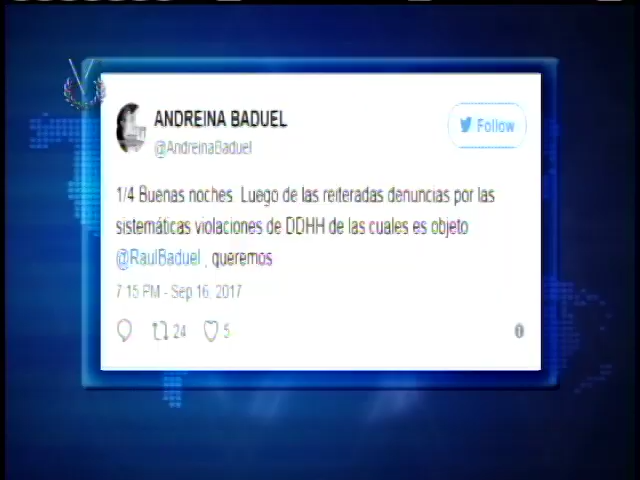 ANDREINA BADUEL
@AndreinaBaduel
Follow
1/4 Buenas noches. Luego de las reiteradas denuncias por las
sistemáticas violaciones de DDHH de las cuales es objeto
@RaulBaduel , queremos
7:15 PM - Sep 16, 2017
24 5